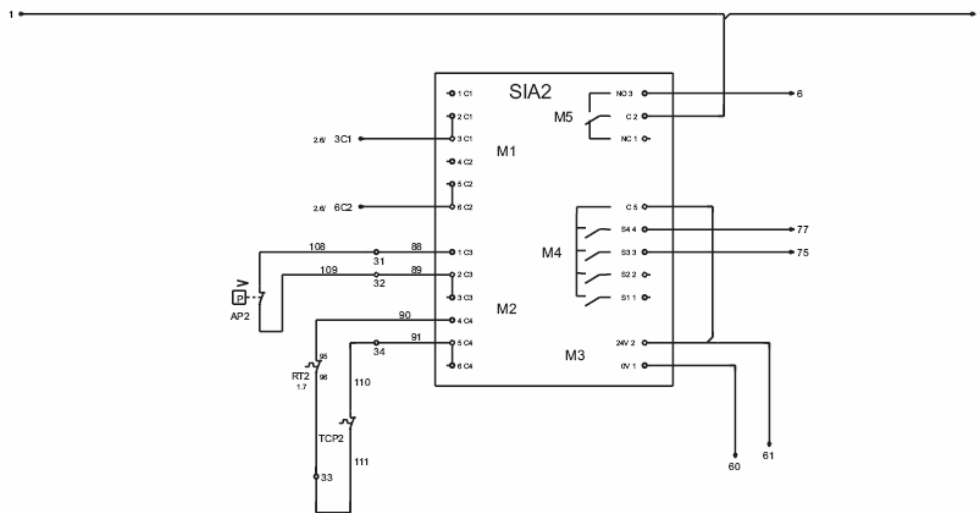 1
SIA2
1 C1
NO 3
6
2 C1
M5
C 2
2.6/ 3C1
3 C1
NC 1
M1
4 C2
5 C2
2.6/ 6C2
6 C2
C 5
S4 4
77
108
88
1 C3
M4
S3 3
75
31
109
89
2 C3
S2 2
32
P
3 C3
S1 1
AP2
M2
90
4 C4
91
5 C4
24V 2
34
M3
95
RT2
96
1.7
110
6 C4
0V 1
TCP2
111
60
61
33